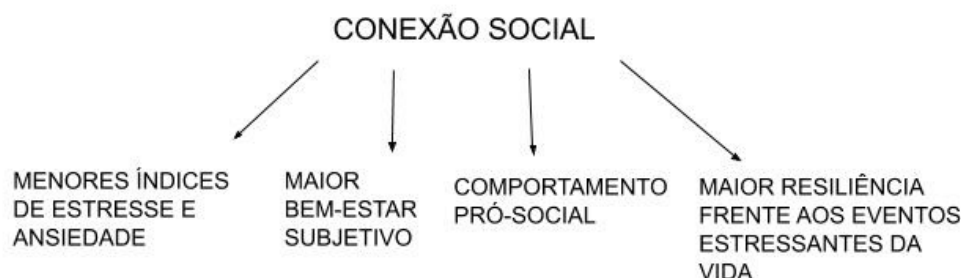 CONEXÃO SOCIAL
MENORES ÍNDICES
DE ESTRESSE E
ANSIEDADE
MAIOR
BEM-ESTAR
SUBJETIVO
COMPORTAMENTO
PRÓ-SOCIAL
MAIOR RESILIÊNCIA
FRENTE AOS EVENTOS
ESTRESSANTES DA
VIDA